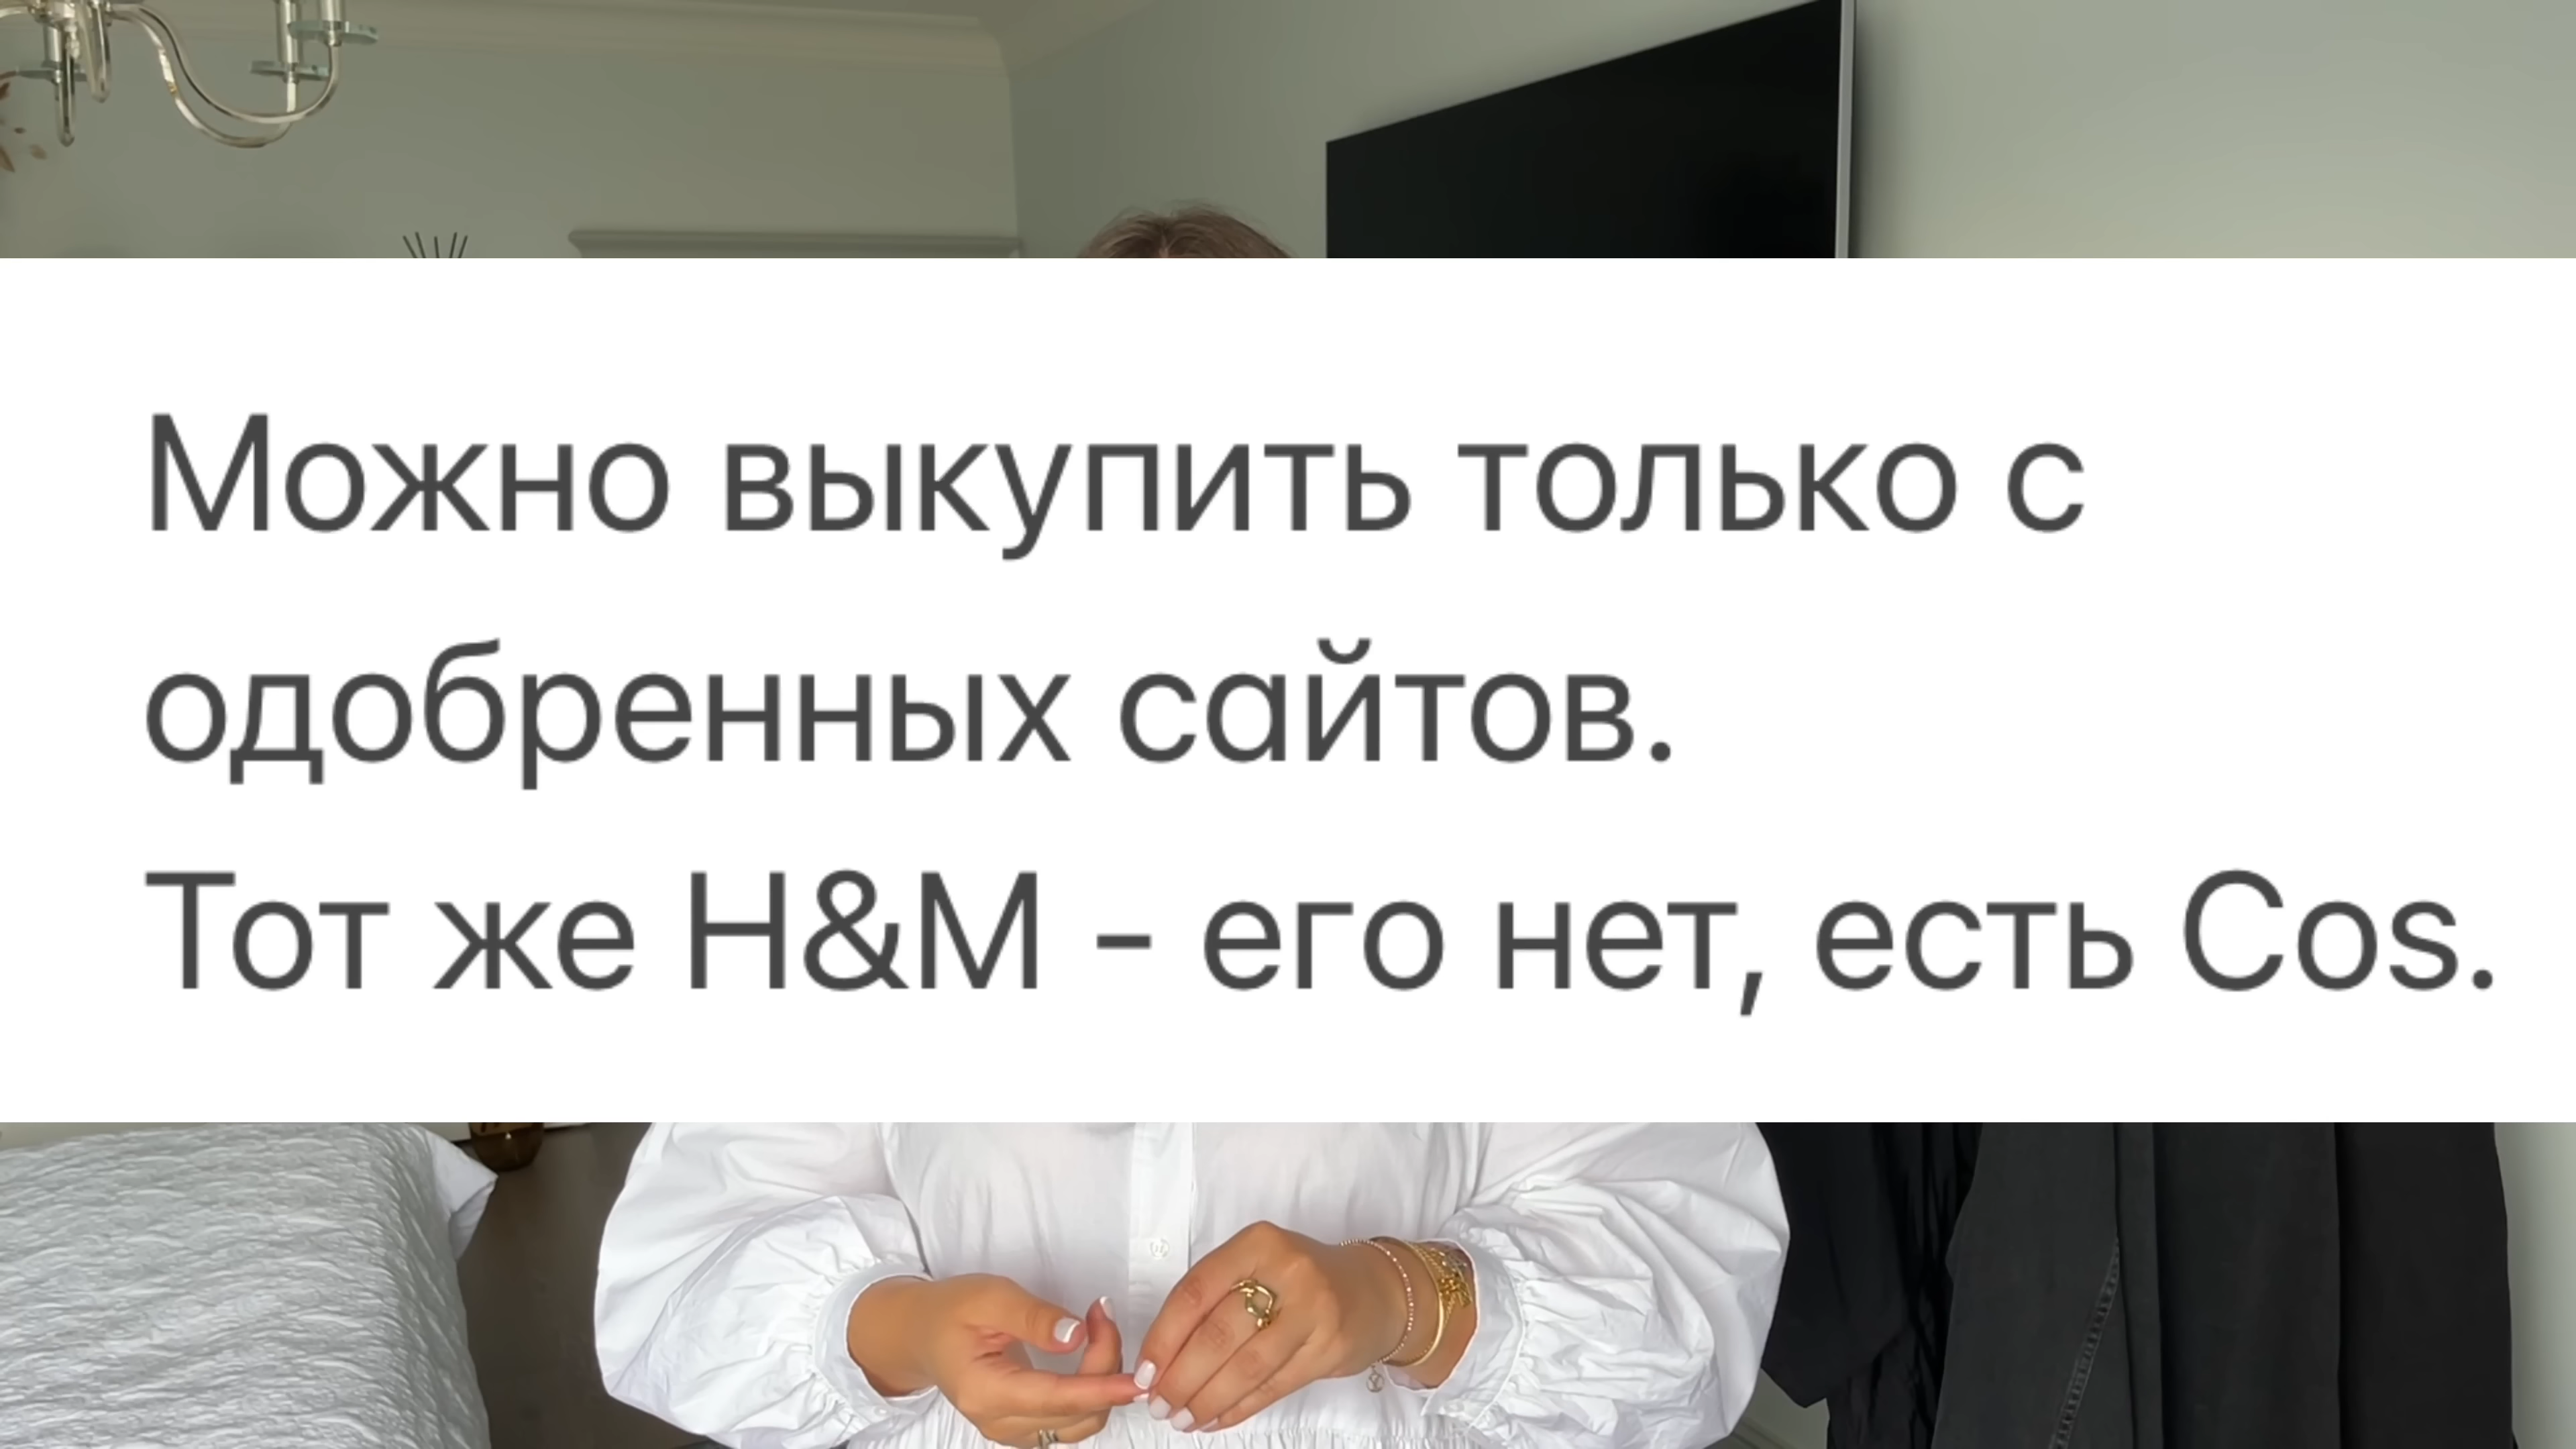 Можно выкупить только с
одобренных сайтов.
Тот же H&M - его нет, есть Cos.